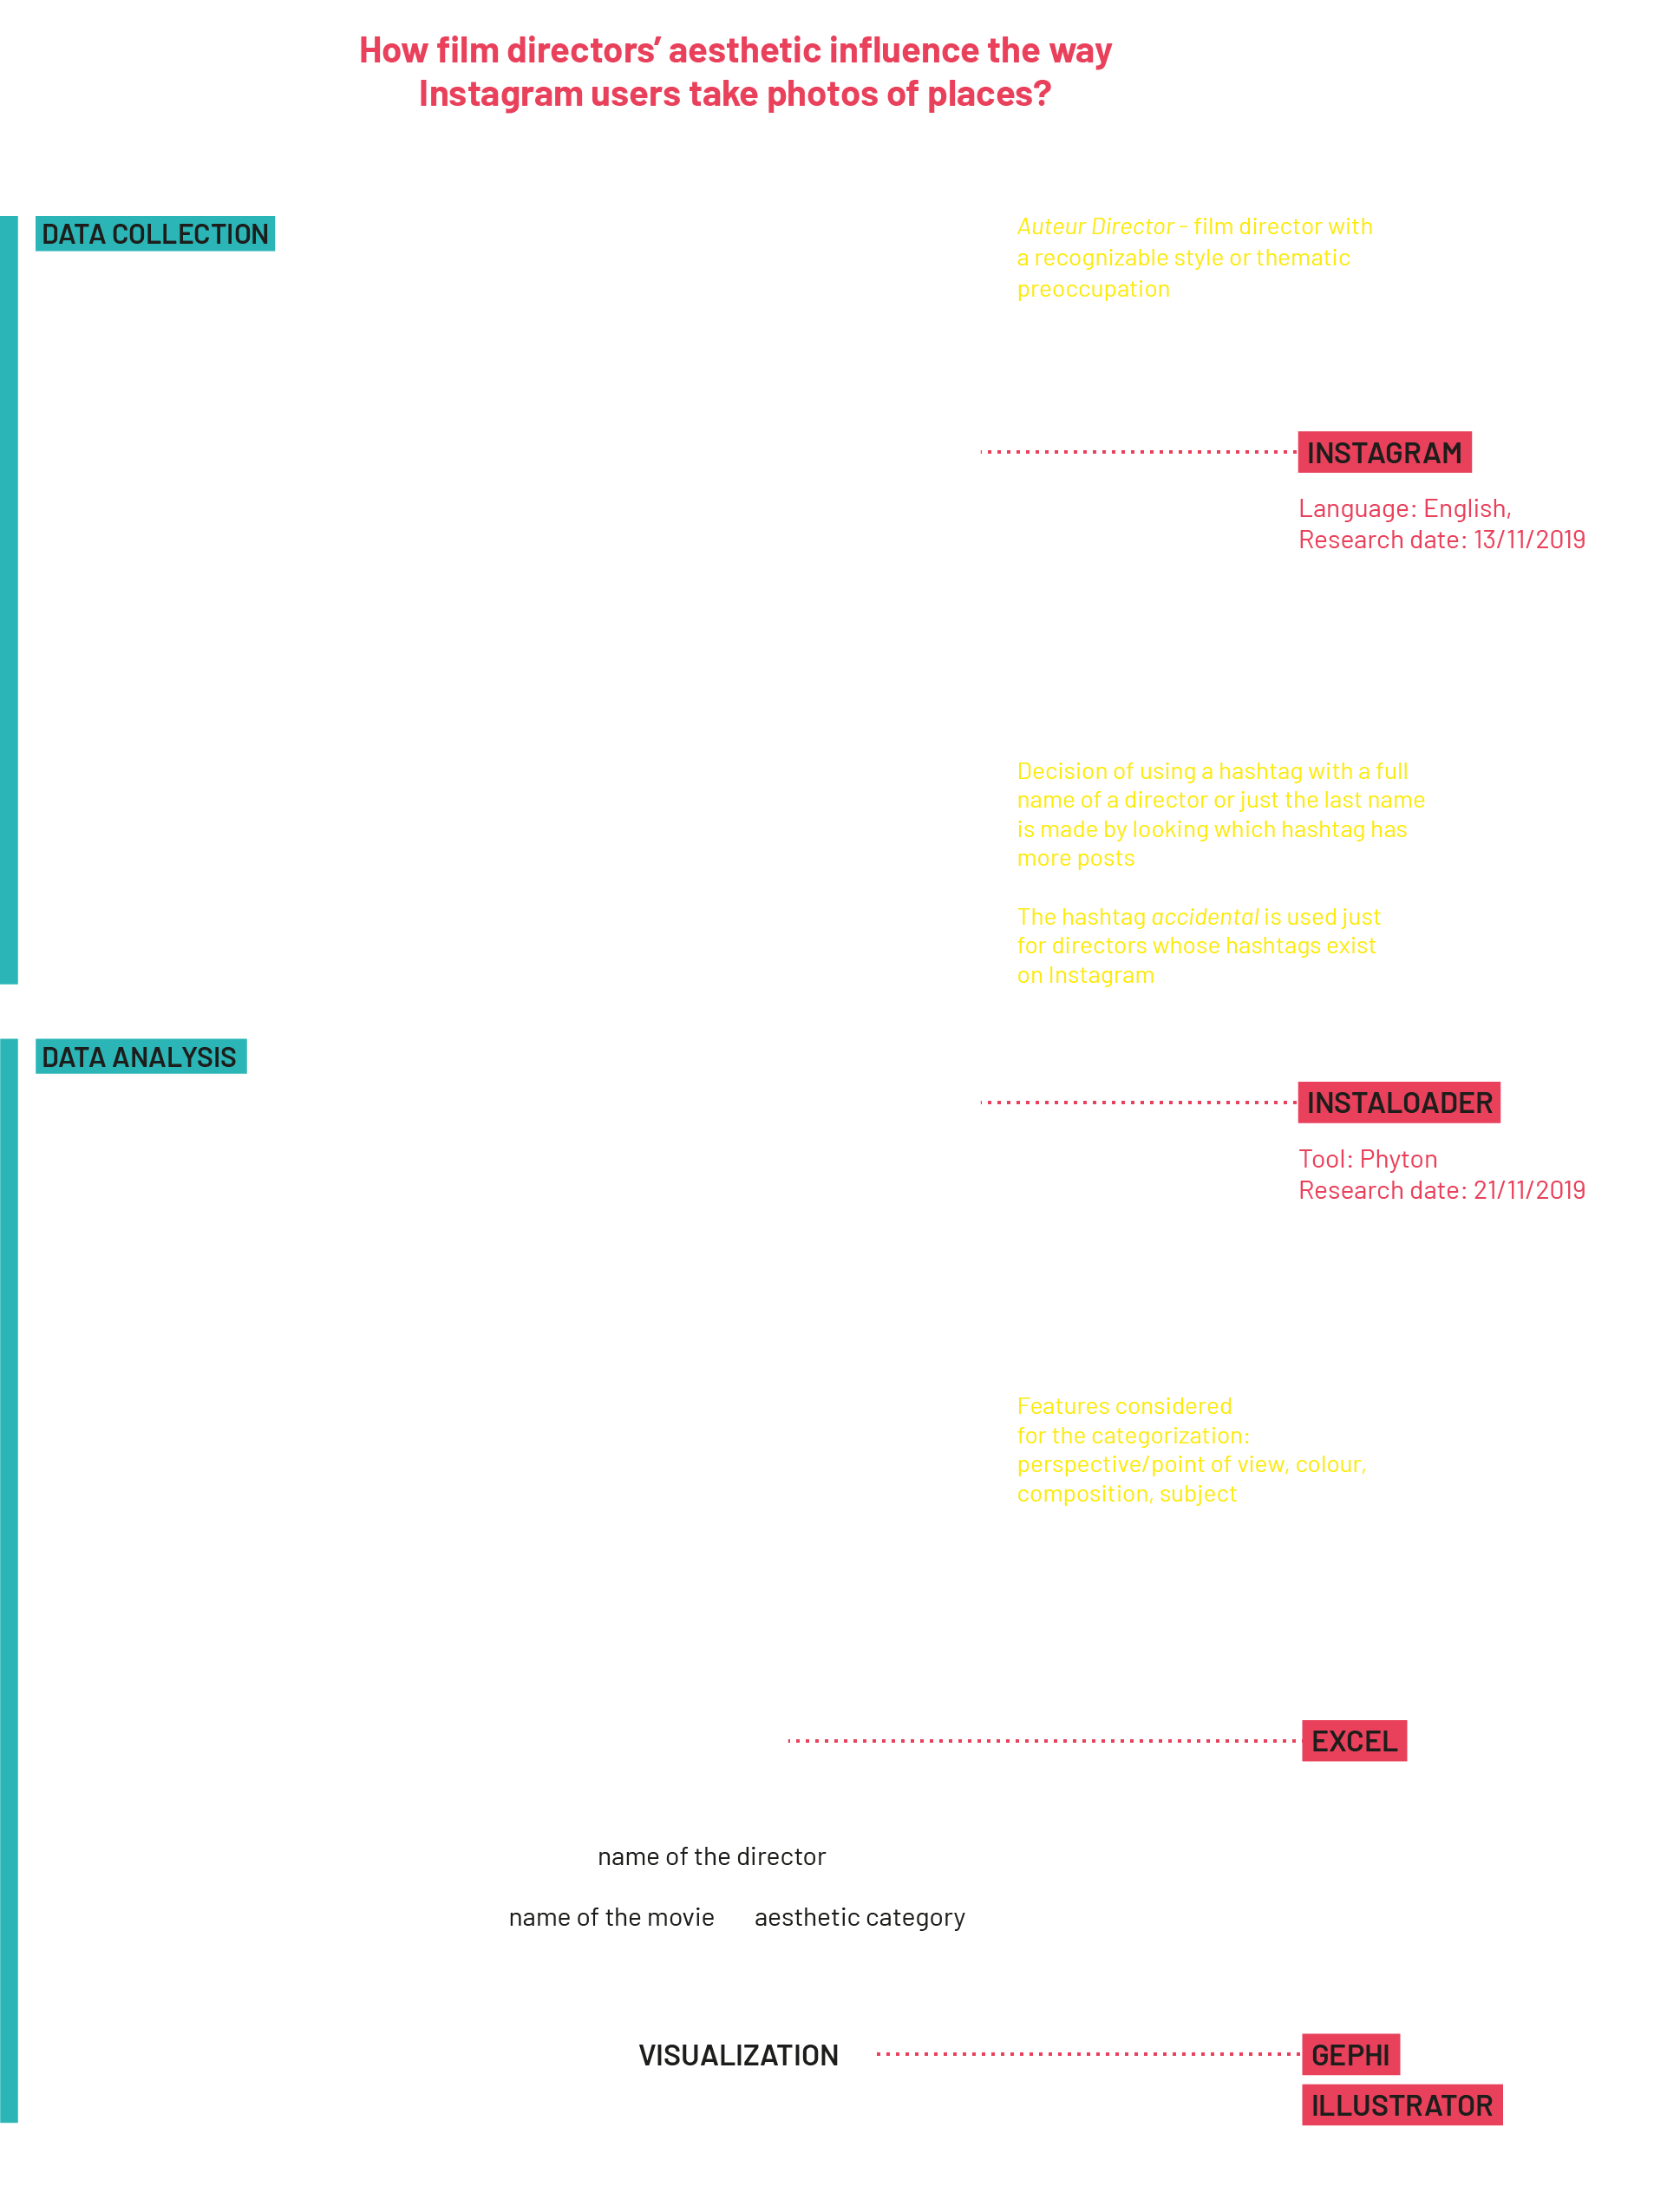 How film directors’ aesthetic influence the way
Instagram users take photos of places?
DATA COLLECTION
Auteur Director - film director with
a recognizable style or thematic
preoccupation
INSTAGRAM
Language: English,
Research date: 13/11/2019
Decision of using a hashtag with a full
name of a director or just the last name
is made by looking which hashtag has
more posts
The hashtag accidental is used just
for directors whose hashtags exist
on Instagram
DATA ANALYSIS
INSTALOADER
Tool: Phyton
Research date: 21/11/2019
Features considered
for the categorization:
perspective/point of view, colour,
composition, subject
EXCEL
name of the director
name of the movie aesthetic category
VISUALIZATION
GEPHI
ILLUSTRATOR